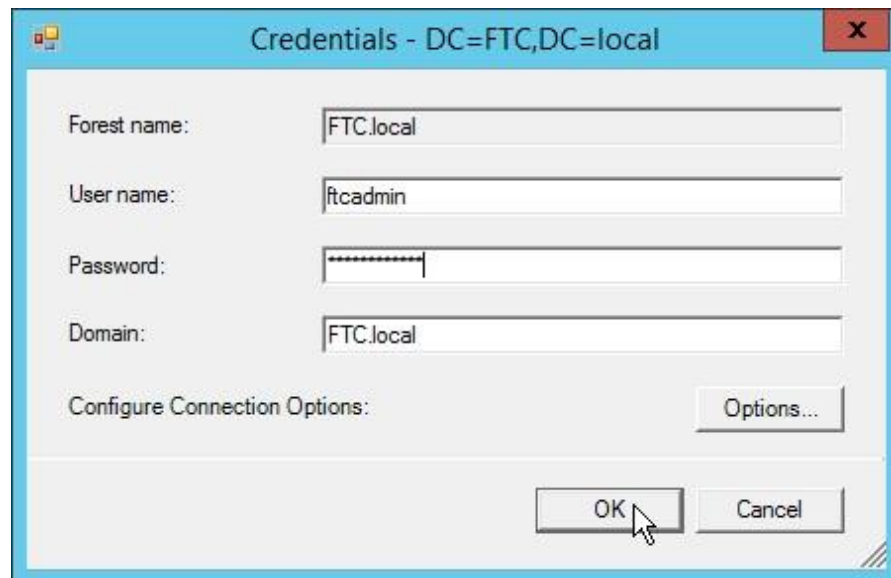 Credentials - DC=FTC,DC=local
Forest name: FTC.local
User name: ftcadmin
Password: ************
Domain: FTC.local
Configure Connection Options: Options...
OK Cancel